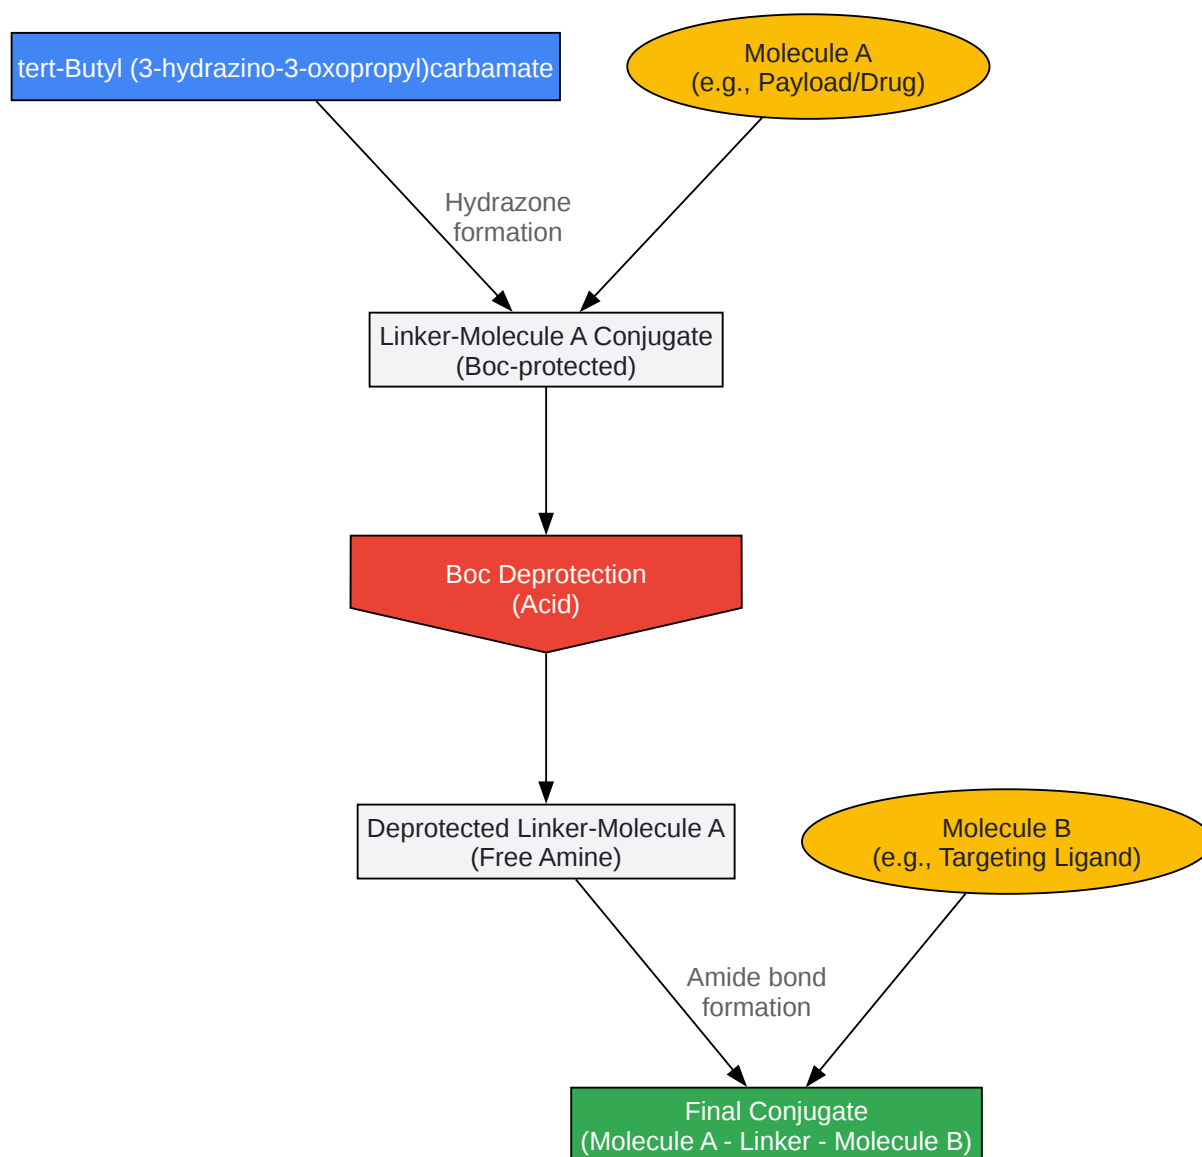 tert-Butyl (3-hydrazino-3-oxopropyl)carbamate
Molecule A
(e.g., Payload/Drug)
Hydrazone
formation
Linker-Molecule A Conjugate
(Boc-protected)
Boc Deprotection
(Acid)
Deprotected Linker-Molecule A
(Free Amine)
Molecule B
(e.g., Targeting Ligand)
Amide bond
formation
Final Conjugate
(Molecule A - Linker - Molecule B)